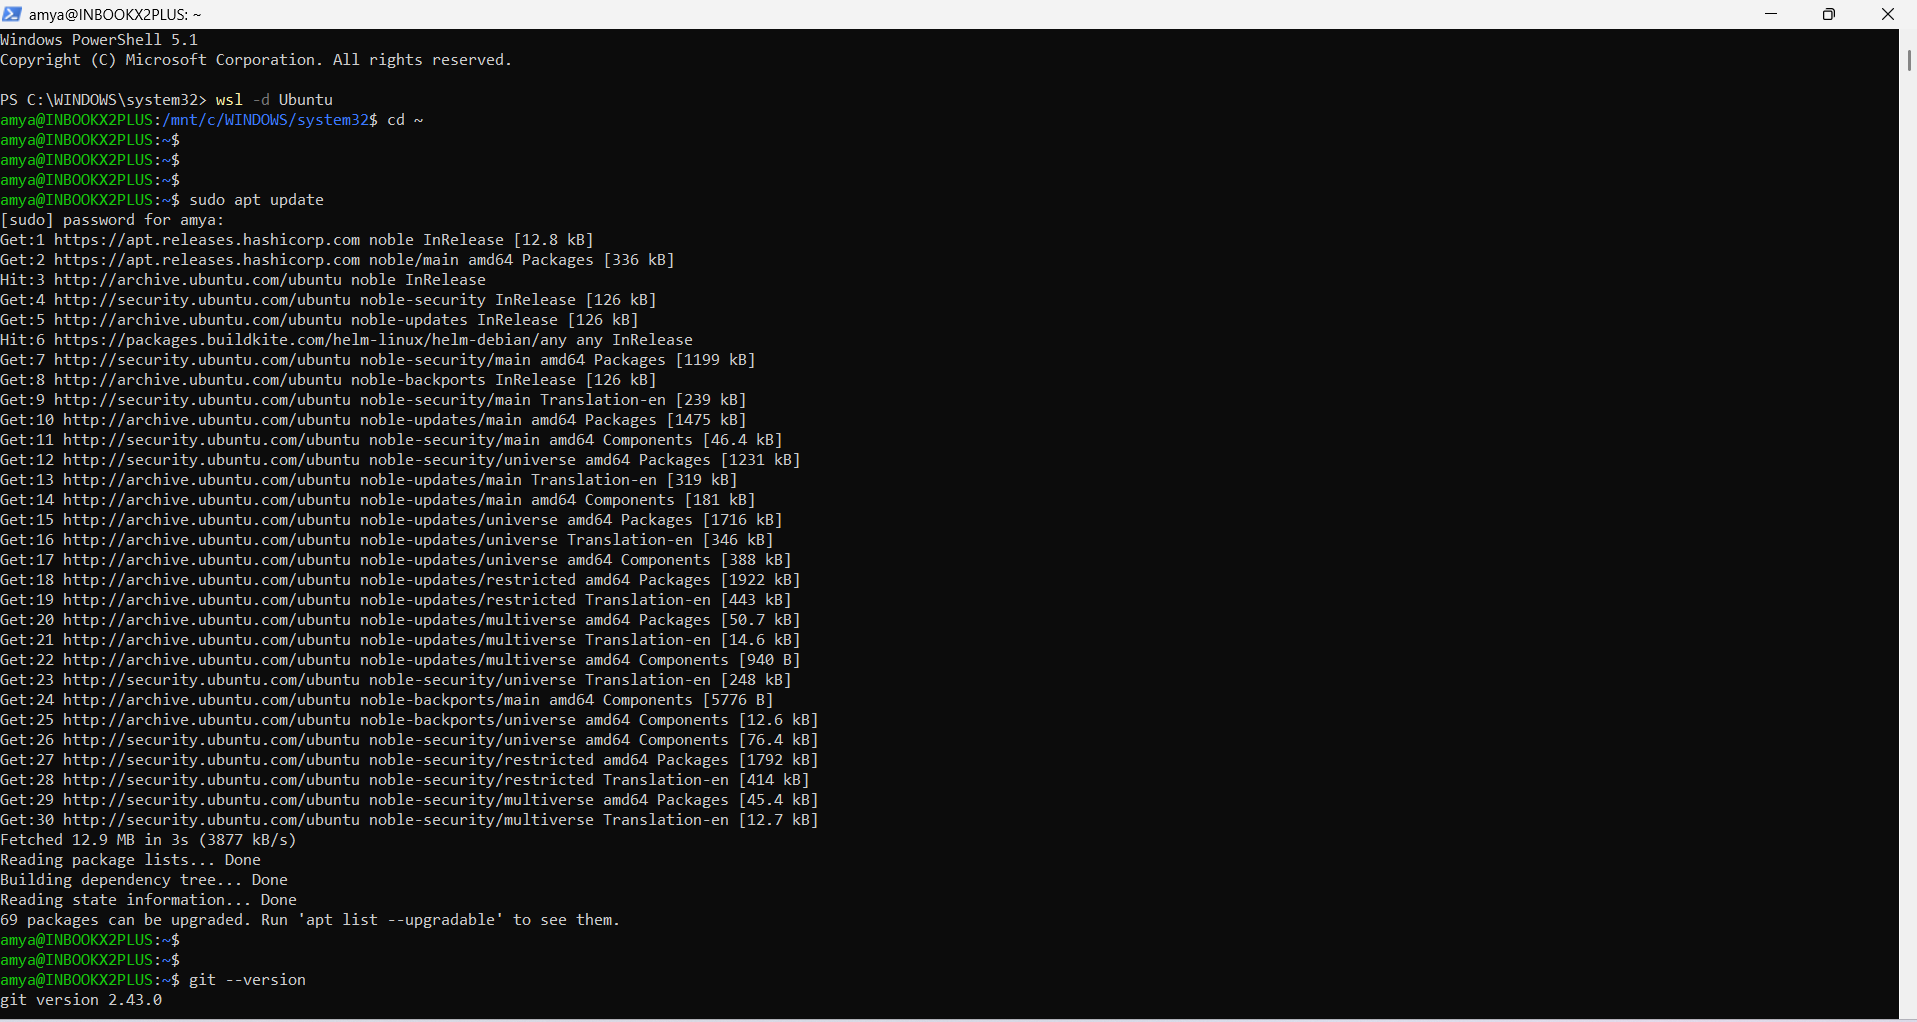 amya@INBOOKX2PLUS: ~
Windows PowerShell 5.1
Copyright (C) Microsoft Corporation. All rights reserved.
PS C:\WINDOWS\system32> wsl -d Ubuntu
amya@INBOOKX2PLUS:/mnt/c/WINDOWS/system32$ cd ~
amya@INBOOKX2PLUS:~$
amya@INBOOKX2PLUS:~$
amya@INBOOKX2PLUS:~$
amya@INBOOKX2PLUS:~$ sudo apt update
[sudo] password for amya:
Get:1 https://apt.releases.hashicorp.com noble InRelease [12.8 kB]
Get:2 https://apt.releases.hashicorp.com noble/main amd64 Packages [336 kB]
Hit:3 http://archive.ubuntu.com/ubuntu noble InRelease
Get:4 http://security.ubuntu.com/ubuntu noble-security InRelease [126 kB]
Get:5 http://archive.ubuntu.com/ubuntu noble-updates InRelease [126 kB]
Hit:6 https://packages.buildkite.com/helm-linux/helm-debian/any any InRelease
Get:7 http://security.ubuntu.com/ubuntu noble-security/main amd64 Packages [1199 kB]
Get:8 http://archive.ubuntu.com/ubuntu noble-backports InRelease [126 kB]
Get:9 http://security.ubuntu.com/ubuntu noble-security/main Translation-en [239 kB]
Get:10 http://archive.ubuntu.com/ubuntu noble-updates/main amd64 Packages [1475 kB]
Get:11 http://security.ubuntu.com/ubuntu noble-security/main amd64 Components [46.4 kB]
Get:12 http://security.ubuntu.com/ubuntu noble-security/universe amd64 Packages [1231 kB]
Get:13 http://archive.ubuntu.com/ubuntu noble-updates/main Translation-en [319 kB]
Get:14 http://archive.ubuntu.com/ubuntu noble-updates/main amd64 Components [181 kB]
Get:15 http://archive.ubuntu.com/ubuntu noble-updates/universe amd64 Packages [1716 kB]
Get:16 http://archive.ubuntu.com/ubuntu noble-updates/universe Translation-en [346 kB]
Get:17 http://archive.ubuntu.com/ubuntu noble-updates/universe amd64 Components [388 kB]
Get:18 http://archive.ubuntu.com/ubuntu noble-updates/restricted amd64 Packages [1922 kB]
Get:19 http://archive.ubuntu.com/ubuntu noble-updates/restricted Translation-en [443 kB]
Get:20 http://archive.ubuntu.com/ubuntu noble-updates/multiverse amd64 Packages [50.7 kB]
Get:21 http://archive.ubuntu.com/ubuntu noble-updates/multiverse Translation-en [14.6 kB]
Get:22 http://archive.ubuntu.com/ubuntu noble-updates/multiverse amd64 Components [940 B]
Get:23 http://security.ubuntu.com/ubuntu noble-security/universe Translation-en [248 kB]
Get:24 http://archive.ubuntu.com/ubuntu noble-backports/main amd64 Components [5776 B]
Get:25 http://archive.ubuntu.com/ubuntu noble-backports/universe amd64 Components [12.6 kB]
Get:26 http://security.ubuntu.com/ubuntu noble-security/universe amd64 Components [76.4 kB]
Get:27 http://security.ubuntu.com/ubuntu noble-security/restricted amd64 Packages [1792 kB]
Get:28 http://security.ubuntu.com/ubuntu noble-security/restricted Translation-en [414 kB]
Get:29 http://security.ubuntu.com/ubuntu noble-security/multiverse amd64 Packages [45.4 kB]
Get:30 http://security.ubuntu.com/ubuntu noble-security/multiverse Translation-en [12.7 kB]
Fetched 12.9 MB in 3s (3877 kB/s)
Reading package lists... Done
Building dependency tree... Done
Reading state information... Done
69 packages can be upgraded. Run 'apt list --upgradable' to see them.
amya@INBOOKX2PLUS:~$
amya@INBOOKX2PLUS:~$
amya@INBOOKX2PLUS:~$ git --version
git version 2.43.0